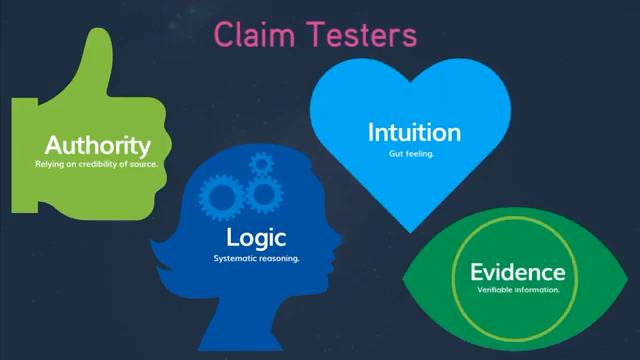 Claim Testers
Authority
Relying on credibility of source.
Intuition
Gut feeling.
Logic
Systematic reasoning.
Evidence
Verifiable information.